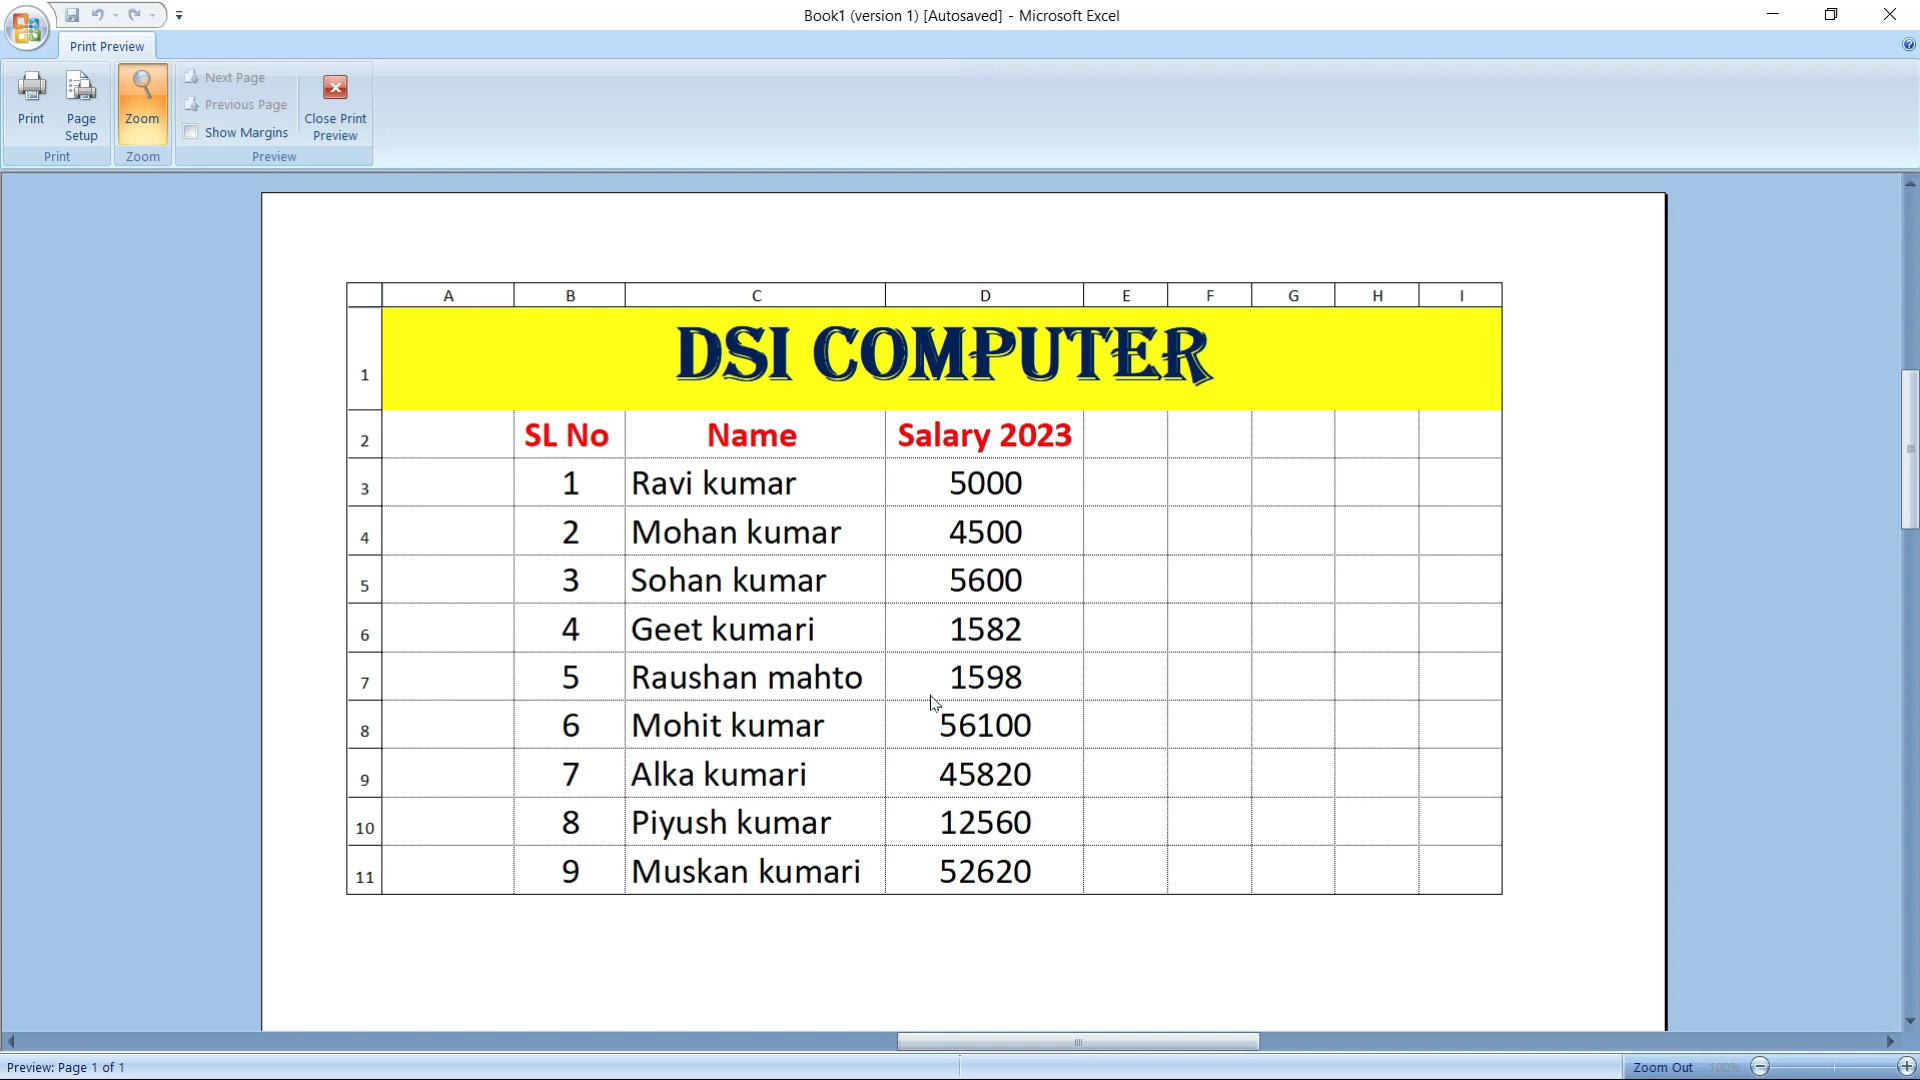 Book1 (version 1) [Autosaved] - Microsoft Excel
Print Preview
Print
Page Setup
Zoom
Next Page
Previous Page
Show Margins
Close Print Preview
Print
Zoom
Preview
A B C D E F G H I
1 DSI COMPUTER
2 SL No Name Salary 2023
3 1 Ravi kumar 5000
4 2 Mohan kumar 4500
5 3 Sohan kumar 5600
6 4 Geet kumari 1582
7 5 Raushan mahto 1598
8 6 Mohit kumar 56100
9 7 Alka kumari 45820
10 8 Piyush kumar 12560
11 9 Muskan kumari 52620
Preview: Page 1 of 1
Zoom Out 100%